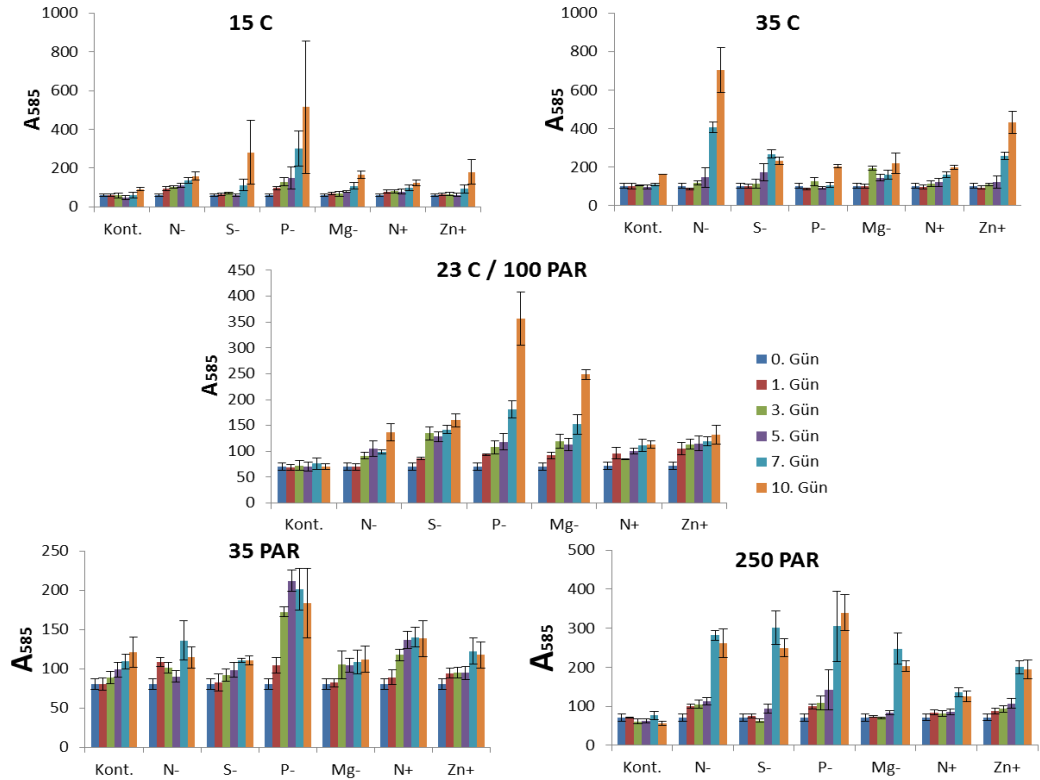 15 C
A585
1000
800
600
400
200
0
Kont. N- S- P- Mg- N+ Zn+
35 C
A585
1000
800
600
400
200
0
Kont. N- S- P- Mg- N+ Zn+
23 C / 100 PAR
A585
450
400
350
300
250
200
150
100
50
0
Kont. N- S- P- Mg- N+ Zn+
0. Gün
1. Gün
3. Gün
5. Gün
7. Gün
10. Gün
35 PAR
A585
250
200
150
100
50
0
Kont. N- S- P- Mg- N+ Zn+
250 PAR
A585
500
400
300
200
100
0
Kont. N- S- P- Mg- N+ Zn+